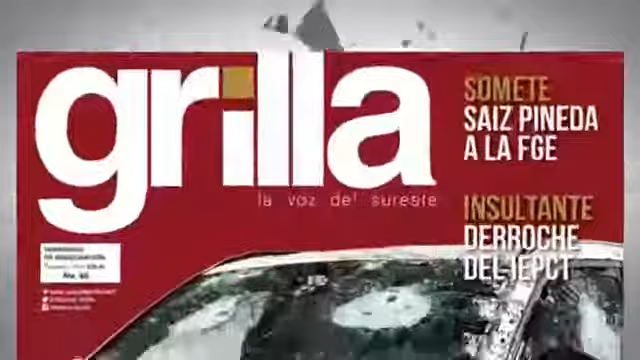 grilla
la voz del sureste
SOMETE
SAIZ PINEDA
A LA FGE
INSULTANTE
DERROCHE
DEL IEPCT